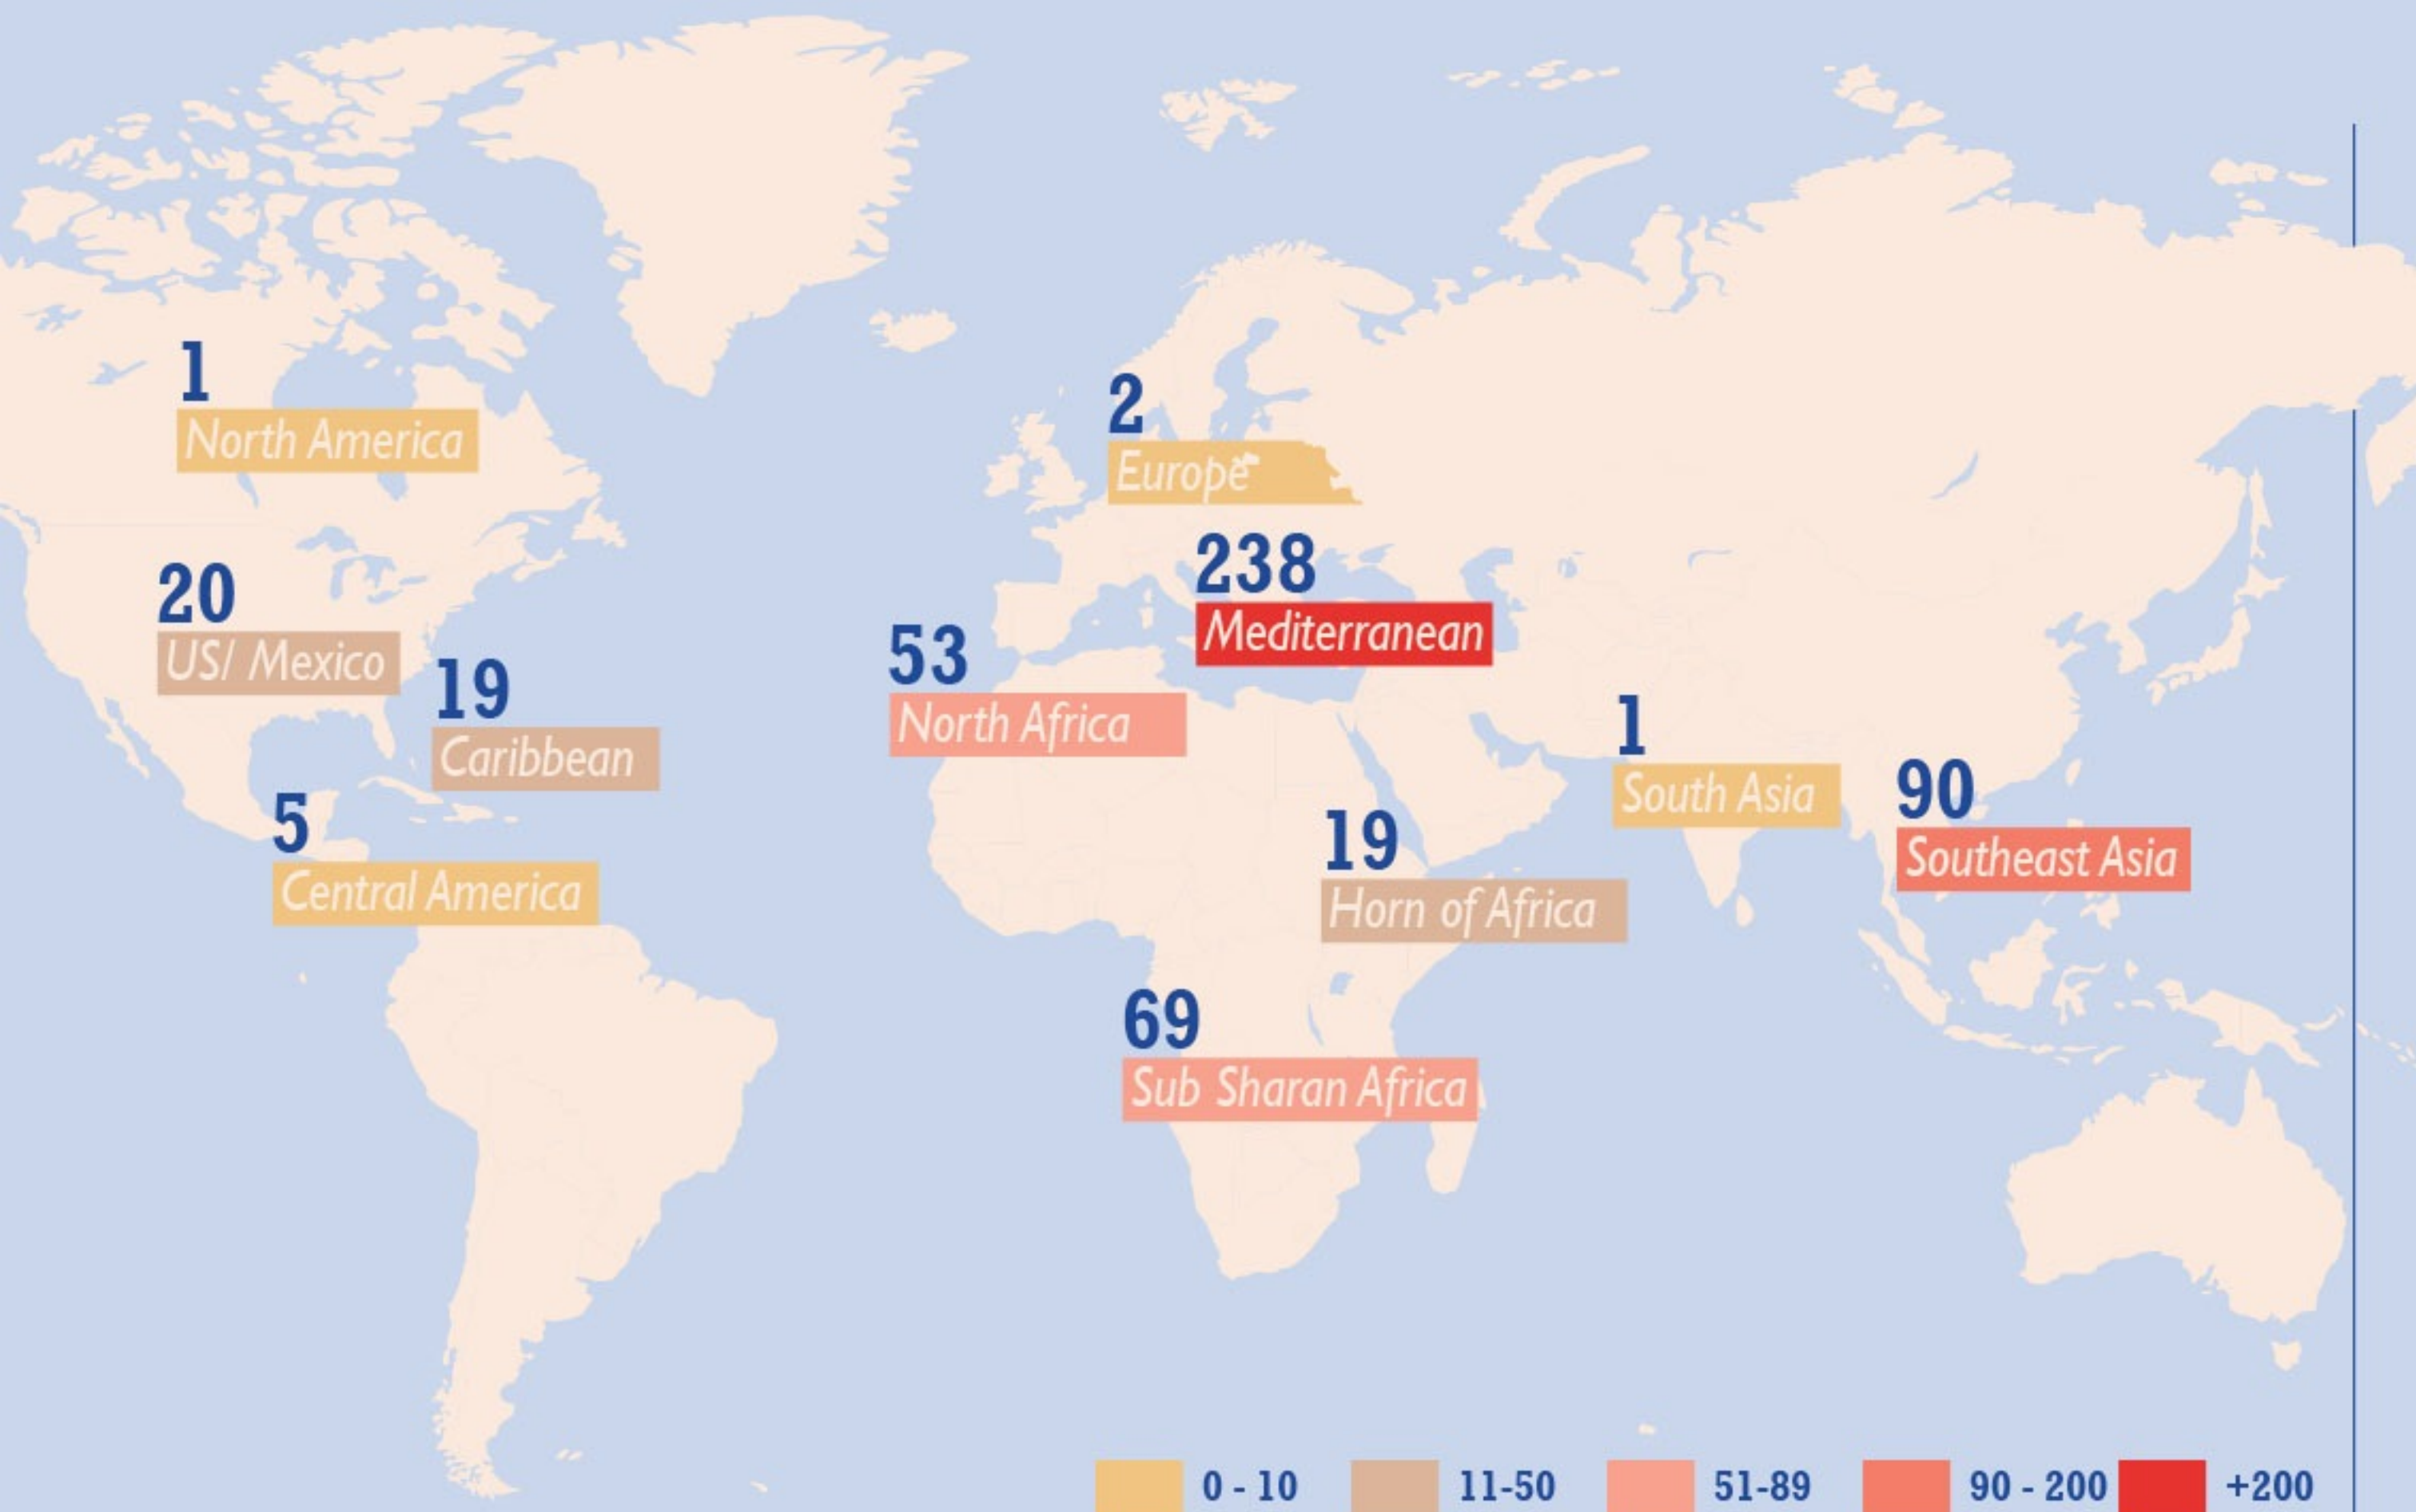 1
North America
2
Europe
20
US/ Mexico
238
Mediterranean
19
Caribbean
53
North Africa
1
South Asia
90
Southeast Asia
5
Central America
19
Horn of Africa
69
Sub Sharan Africa
0 - 10
11-50
51-89
90 - 200
+200